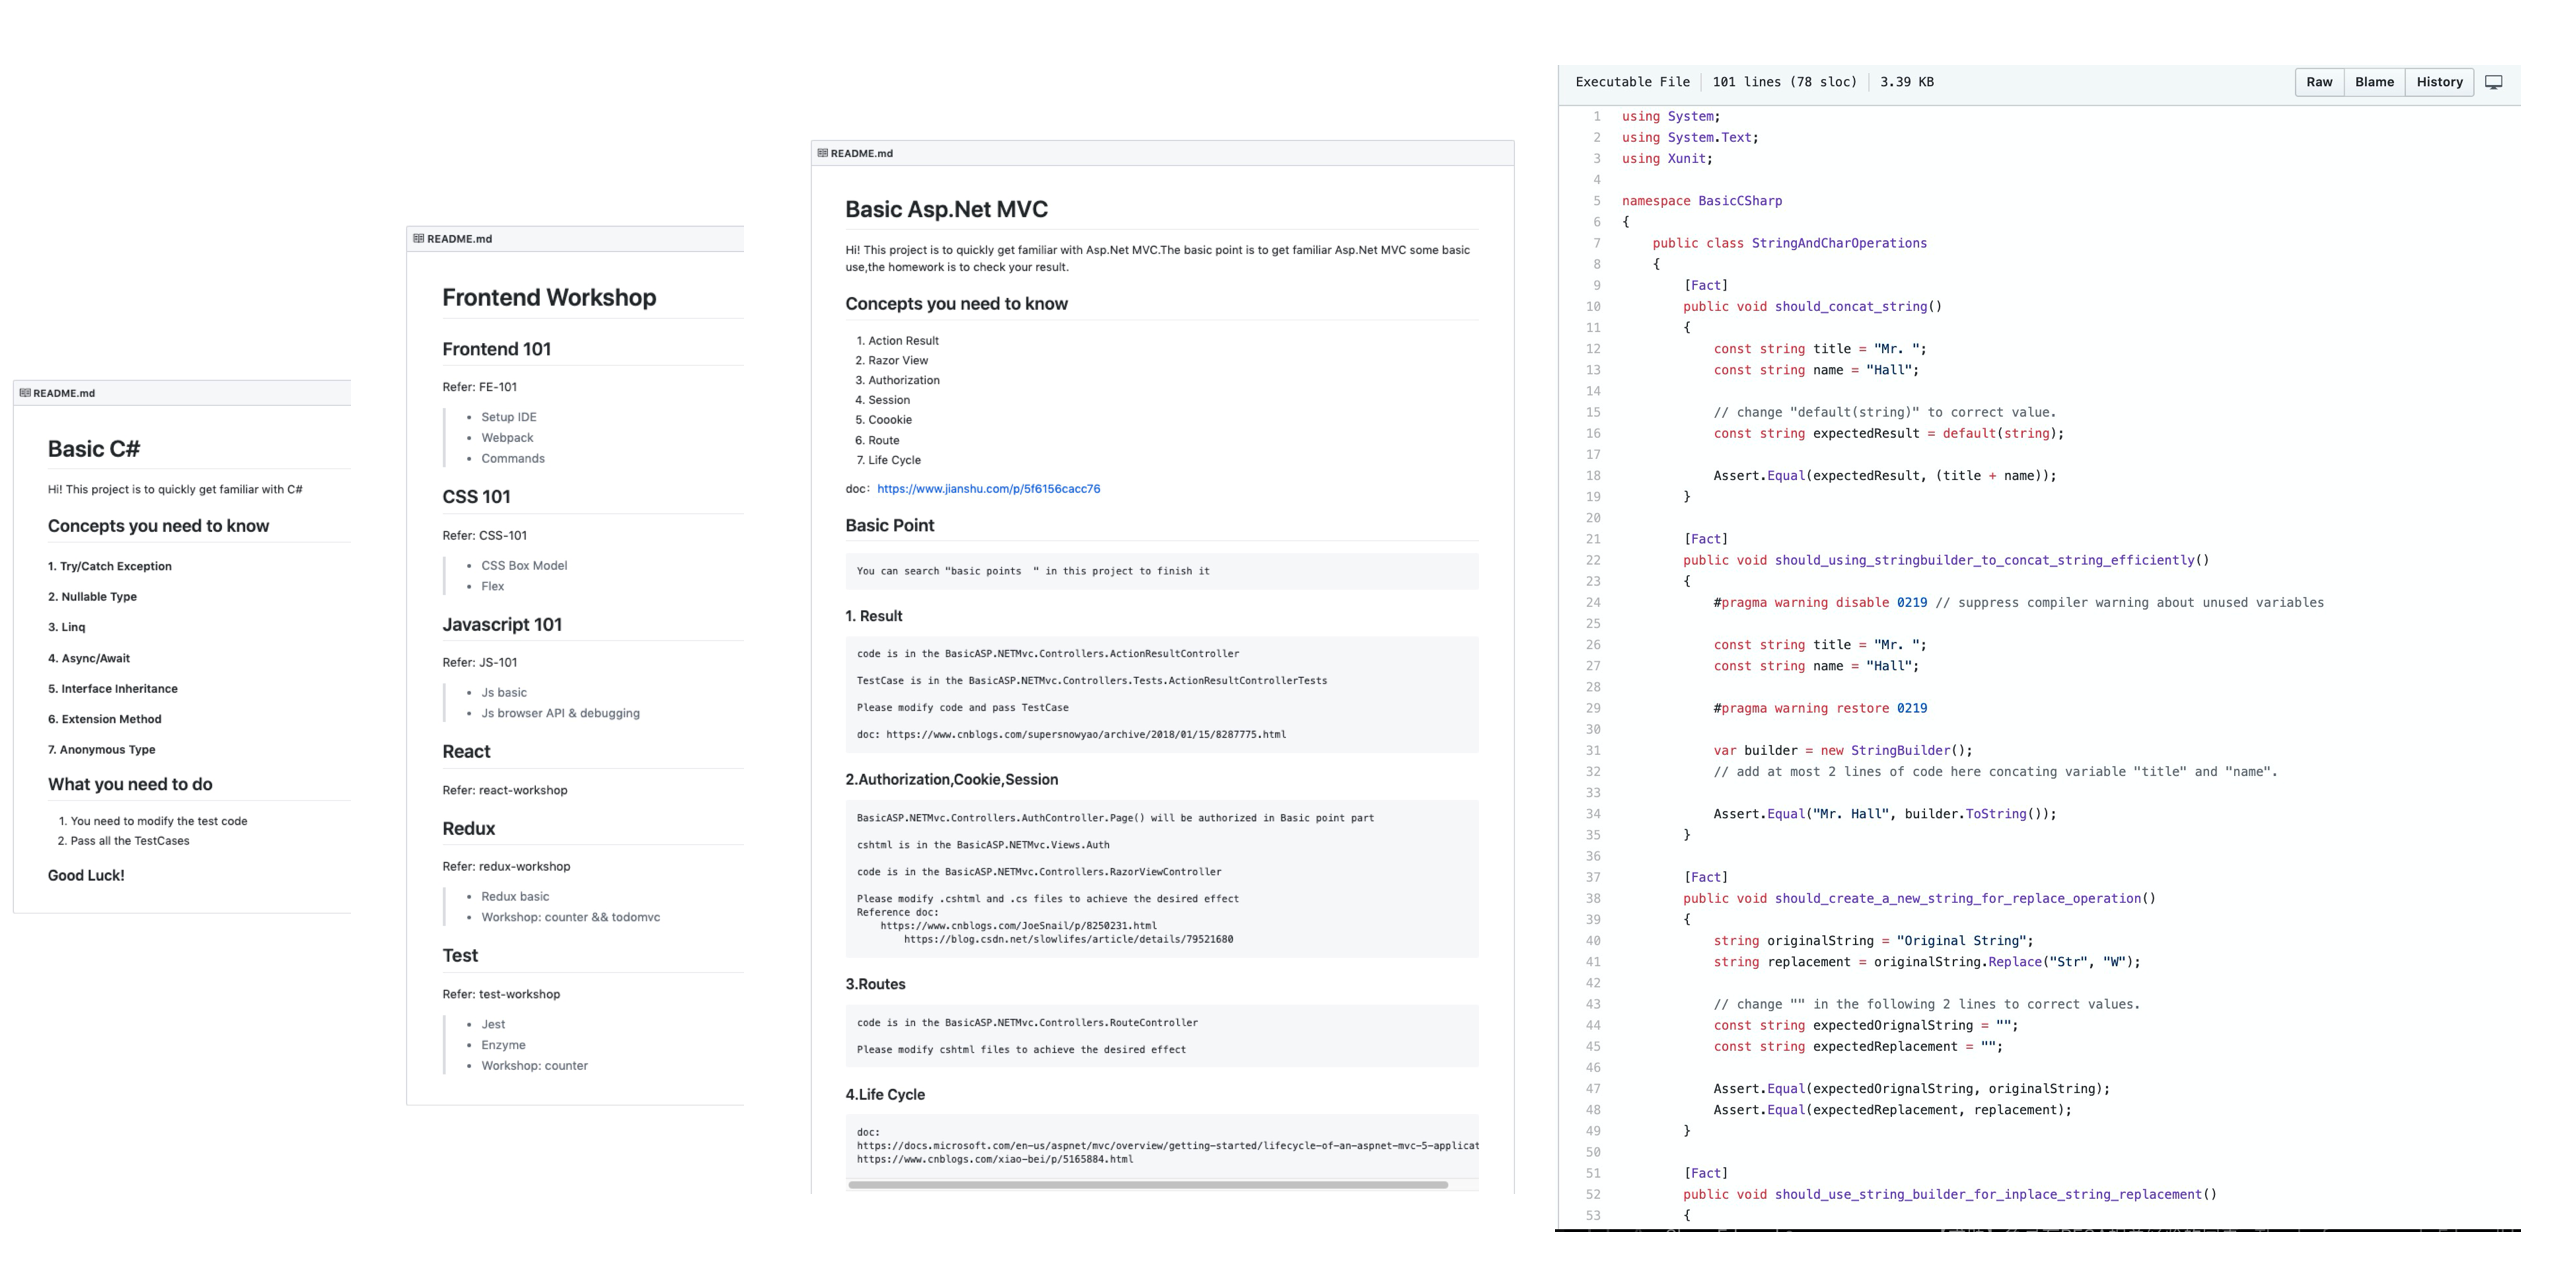 README.md
Basic C#
Hi! This project is to quickly get familiar with C#
Concepts you need to know
1. Try/Catch Exception
2. Nullable Type
3. Linq
4. Async/Await
5. Interface Inheritance
6. Extension Method
7. Anonymous Type
What you need to do
1. You need to modify the test code
2. Pass all the TestCases
Good Luck!
README.md
Frontend Workshop
Frontend 101
Refer: FE-101
• Setup IDE
• Webpack
• Commands
CSS 101
Refer: CSS-101
• CSS Box Model
• Flex
Javascript 101
Refer: JS-101
• Js basic
• Js browser API & debugging
React
Refer: react-workshop
Redux
Refer: redux-workshop
• Redux basic
• Workshop: counter && todomvc
Test
Refer: test-workshop
• Jest
• Enzyme
• Workshop: counter
README.md
Basic Asp.Net MVC
Hi! This project is to quickly get familiar with Asp.Net MVC.The basic point is to get familiar Asp.Net MVC some basic
use,the homework is to check your result.
Concepts you need to know
1. Action Result
2. Razor View
3. Authorization
4. Session
5. Coookie
6. Route
7. Life Cycle
doc: https://www.jianshu.com/p/5f6156cacc76
Basic Point
You can search "basic points  " in this project to finish it
1. Result
code is in the BasicASP.NETMvc.Controllers.ActionResultController
TestCase is in the BasicASP.NETMvc.Controllers.Tests.ActionResultControllerTests
Please modify code and pass TestCase
doc: https://www.cnblogs.com/supersnowyao/archive/2018/01/15/8287775.html
2.Authorization,Cookie,Session
BasicASP.NETMvc.Controllers.AuthController.Page() will be authorized in Basic point part
cshtml is in the BasicASP.NETMvc.Views.Auth
code is in the BasicASP.NETMvc.Controllers.RazorViewController
Please modify .cshtml and .cs files to achieve the desired effect
Reference doc:
https://www.cnblogs.com/JoeSnail/p/8250231.html
https://blog.csdn.net/slowlifes/article/details/79521680
3.Routes
code is in the BasicASP.NETMvc.Controllers.RouteController
Please modify cshtml files to achieve the desired effect
4.Life Cycle
doc:
https://docs.microsoft.com/en-us/aspnet/mvc/overview/getting-started/lifecycle-of-an-aspnet-mvc-5-applicat
https://www.cnblogs.com/xiao-bei/p/5165884.html
Executable File 101 lines (78 sloc) 3.39 KB Raw Blame History
1 using System;
2 using System.Text;
3 using Xunit;
4
5 namespace BasicCSharp
6 {
7 public class StringAndCharOperations
8 {
9 [Fact]
10 public void should_concat_string()
11 {
12 const string title = "Mr. ";
13 const string name = "Hall";
14
15 // change "default(string)" to correct value.
16 const string expectedResult = default(string);
17
18 Assert.Equal(expectedResult, (title + name));
19 }
20
21 [Fact]
22 public void should_using_stringbuilder_to_concat_string_efficiently()
23 {
24 #pragma warning disable 0219 // suppress compiler warning about unused variables
25
26 const string title = "Mr. ";
27 const string name = "Hall";
28
29 #pragma warning restore 0219
30
31 var builder = new StringBuilder();
32 // add at most 2 lines of code here concating variable "title" and "name".
33
34 Assert.Equal("Mr. Hall", builder.ToString());
35 }
36
37 [Fact]
38 public void should_create_a_new_string_for_replace_operation()
39 {
40 string originalString = "Original String";
41 string replacement = originalString.Replace("Str", "W");
42
43 // change "" in the following 2 lines to correct values.
44 const string expectedOrignalString = "";
45 const string expectedReplacement = "";
46
47 Assert.Equal(expectedOrignalString, originalString);
48 Assert.Equal(expectedReplacement, replacement);
49 }
50
51 [Fact]
52 public void should_use_string_builder_for_inplace_string_replacement()
53 {